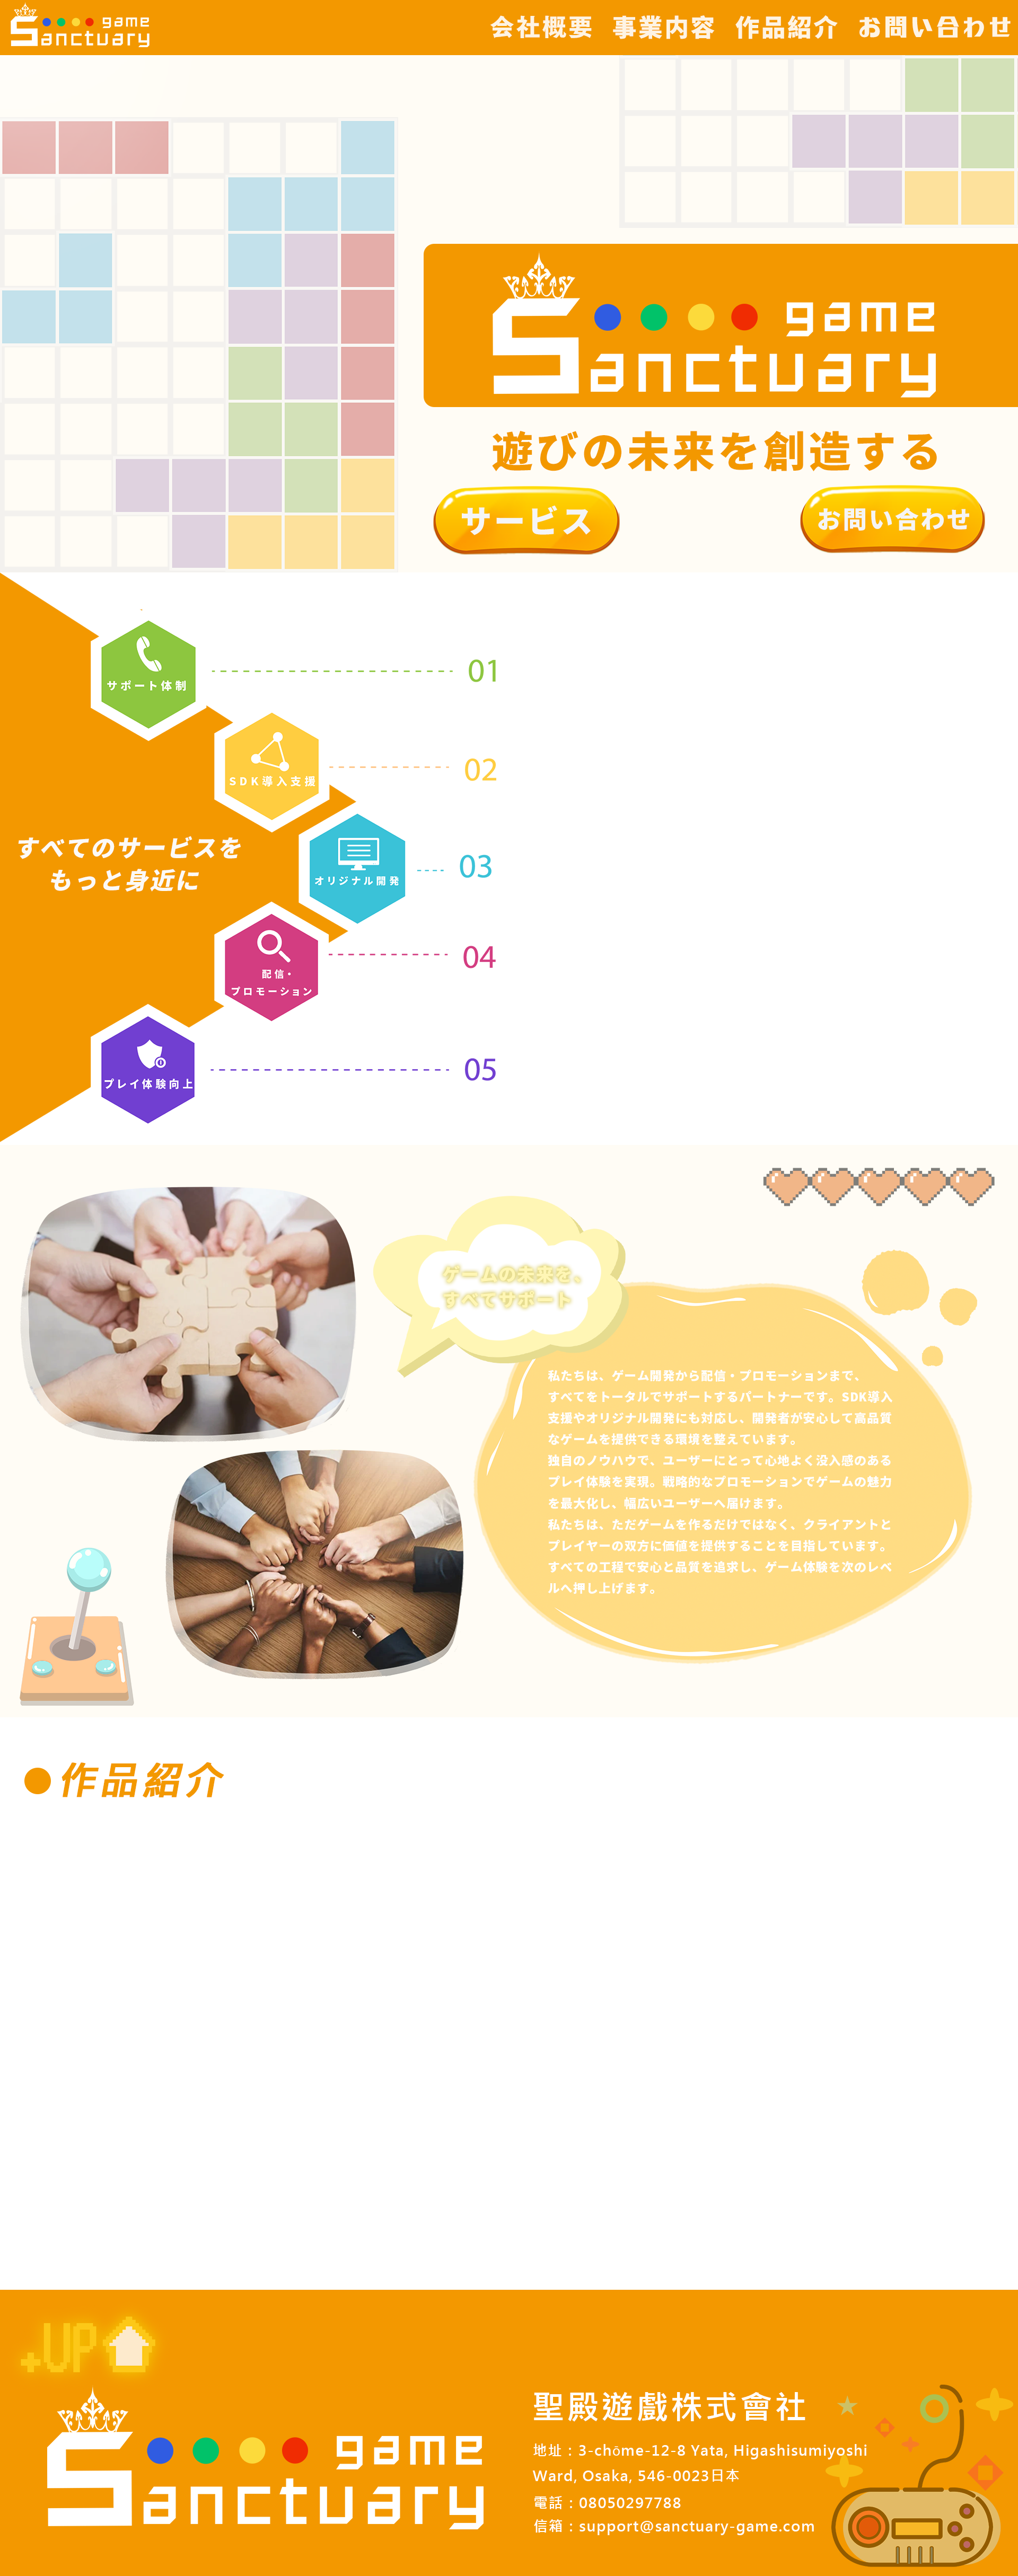 Sanctuary game
会社概要 事業内容 作品紹介 お問い合わせ
Sanctuary game
遊びの未来を創造する
サービス お問い合わせ
サポート体制
01
SDK導入支援
02
すべてのサービスを
もっと身近に
オリジナル開発
03
配信・
プロモーション
04
プレイ体験向上
05
ゲームの未来を、
すべてサポート
私たちは、ゲーム開発から配信・プロモーションまで、
すべてをトータルでサポートするパートナーです。SDK導入
支援やオリジナル開発にも対応し、開発者が安心して高品質
なゲームを提供できる環境を整えています。
独自のノウハウで、ユーザーにとって心地よく没入感のある
プレイ体験を実現。戦略的なプロモーションでゲームの魅力
を最大化し、幅広いユーザーへ届けます。
私たちは、ただゲームを作るだけではなく、クライアントと
プレイヤーの双方に価値を提供することを目指しています。
すべての工程で安心と品質を追求し、ゲーム体験を次のレベ
ルへ押し上げます。
作品紹介
+UP
Sanctuary game
聖殿遊戲株式會社
地址：3-chōme-12-8 Yata, Higashisumiyoshi
Ward, Osaka, 546-0023日本
電話：08050297788
信箱：support@sanctuary-game.com